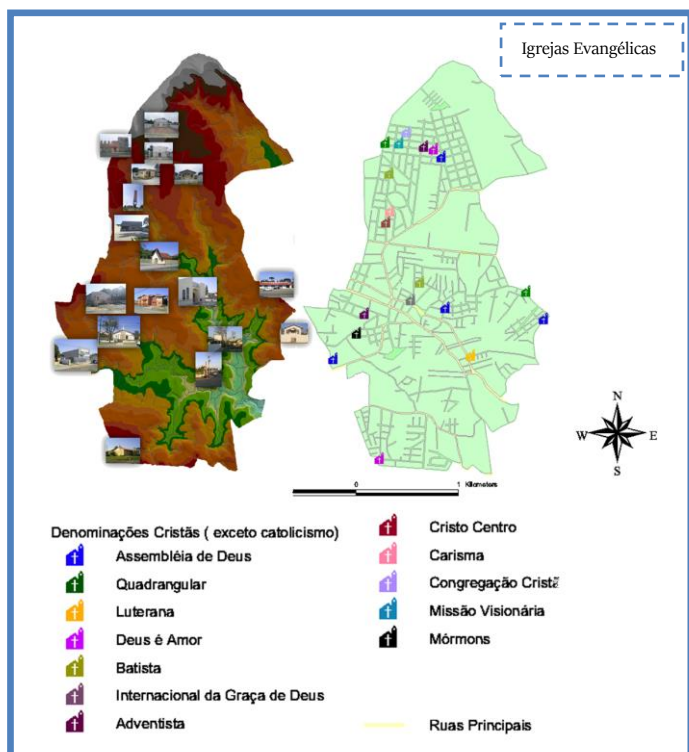 Igrejas Evangélicas
N
W E
S
0 1 Kilometers
Denominações Cristãs ( exceto catolicismo)
Assembléia de Deus
Quadrangular
Luterana
Deus é Amor
Batista
Internacional da Graça de Deus
Adventista
Cristo Centro
Carisma
Congregação Cristã
Missão Visionária
Mórmons
Ruas Principais